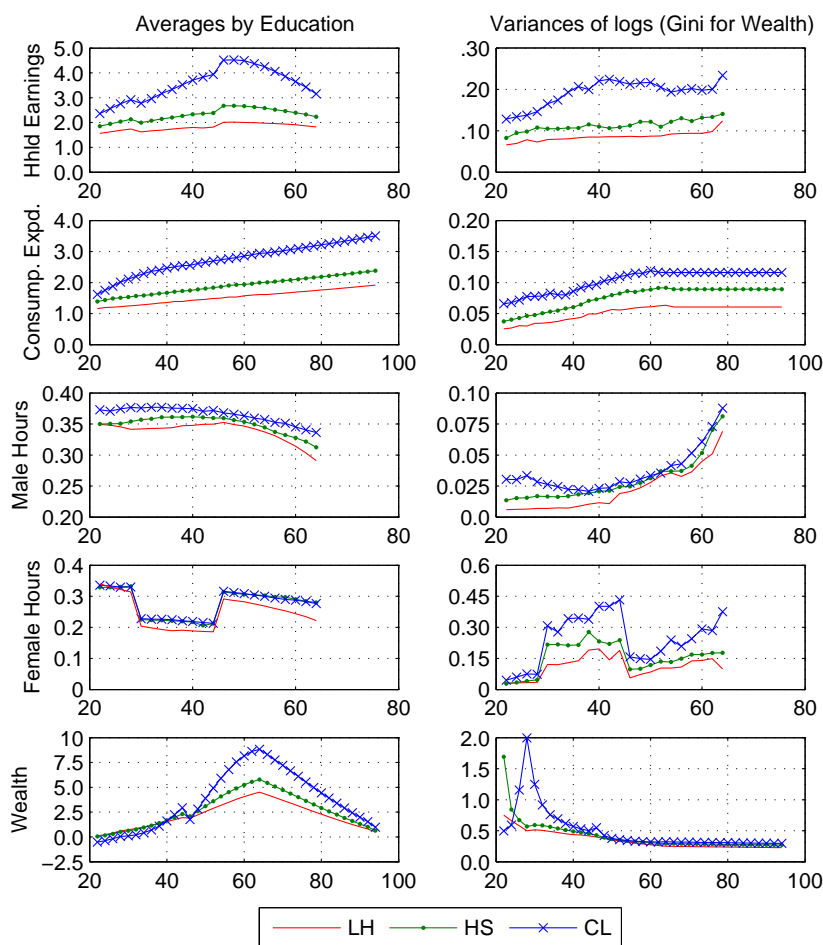 Averages by Education
Variances of logs (Gini for Wealth)
Hhld Earnings
5.0
4.0
3.0
2.0
1.0
0.0
20 40 60 80
.30
.20
.10
0.0
20 40 60 80
Consump. Expd.
4.0
3.0
2.0
1.0
0.0
20 40 60 80 100
0.20
0.15
0.10
0.05
0.00
20 40 60 80 100
Male Hours
0.40
0.35
0.30
0.25
0.20
20 40 60 80
0.10
0.075
0.05
0.025
0.00
20 40 60 80
Female Hours
0.4
0.3
0.2
0.1
0
20 40 60 80
0.6
0.45
0.30
0.15
0
20 40 60 80
Wealth
10
7.5
5.0
2.5
0.0
−2.5
20 40 60 80 100
2.0
1.5
1.0
0.5
0.0
20 40 60 80 100
LH HS CL